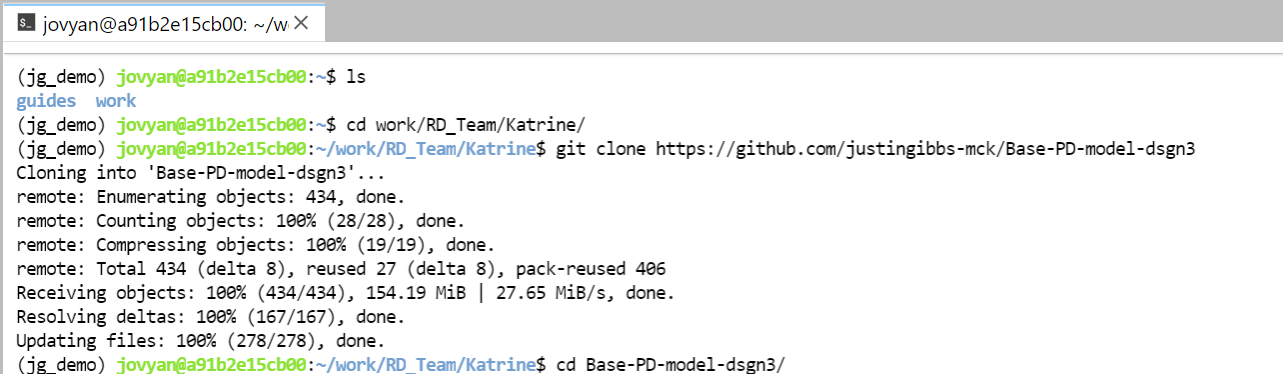 jovyan@a91b2e15cb00: ~/w
(jg_demo) jovyan@a91b2e15cb00:~$ ls
guides  work
(jg_demo) jovyan@a91b2e15cb00:~$ cd work/RD_Team/Katrine/
(jg_demo) jovyan@a91b2e15cb00:~/work/RD_Team/Katrine$ git clone https://github.com/justingibbs-mck/Base-PD-model-dsgn3
Cloning into 'Base-PD-model-dsgn3'...
remote: Enumerating objects: 434, done.
remote: Counting objects: 100% (28/28), done.
remote: Compressing objects: 100% (19/19), done.
remote: Total 434 (delta 8), reused 27 (delta 8), pack-reused 406
Receiving objects: 100% (434/434), 154.19 MiB | 27.65 MiB/s, done.
Resolving deltas: 100% (167/167), done.
Updating files: 100% (278/278), done.
(jg_demo) jovyan@a91b2e15cb00:~/work/RD_Team/Katrine$ cd Base-PD-model-dsgn3/